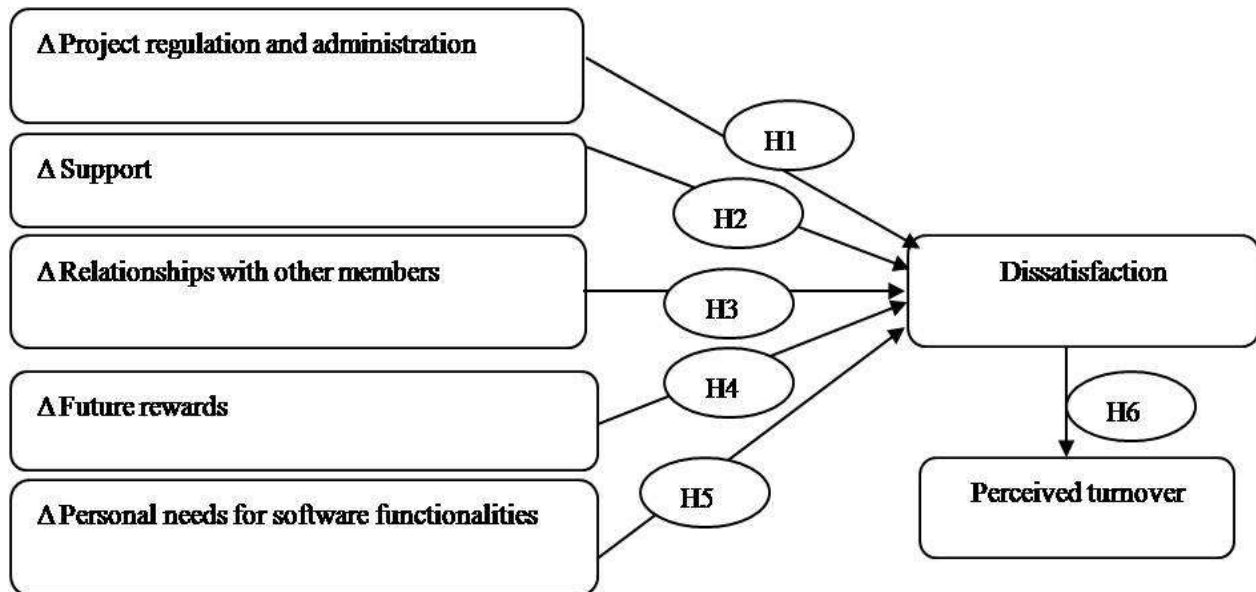 Δ Project regulation and administration
H1
Δ Support
H2
Δ Relationships with other members
Dissatisfaction
H3
Δ Future rewards
H4
H6
Δ Personal needs for software functionalities
H5
Perceived turnover